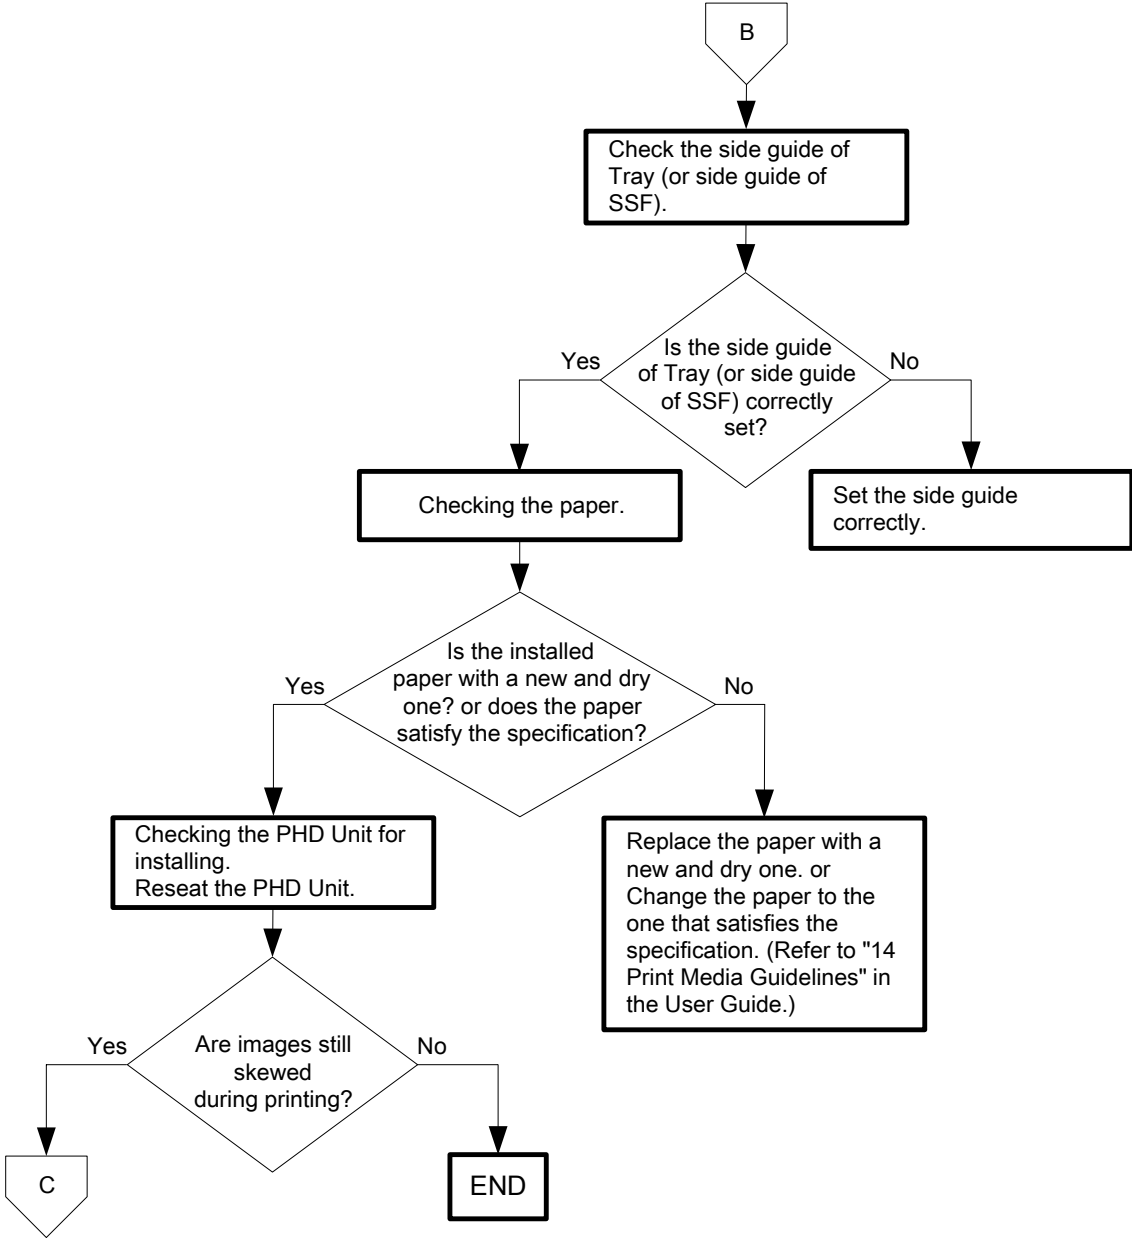 B
Check the side guide of
Tray (or side guide of
SSF).
Is the side guide
of Tray (or side guide
of SSF) correctly
set?
Yes
No
Checking the paper.
Set the side guide
correctly.
Is the installed
paper with a new and dry
one? or does the paper
satisfy the specification?
Yes
No
Checking the PHD Unit for
installing.
Reseat the PHD Unit.
Replace the paper with a
new and dry one. or
Change the paper to the
one that satisfies the
specification. (Refer to "14
Print Media Guidelines" in
the User Guide.)
Are images still
skewed
during printing?
Yes
No
C
END